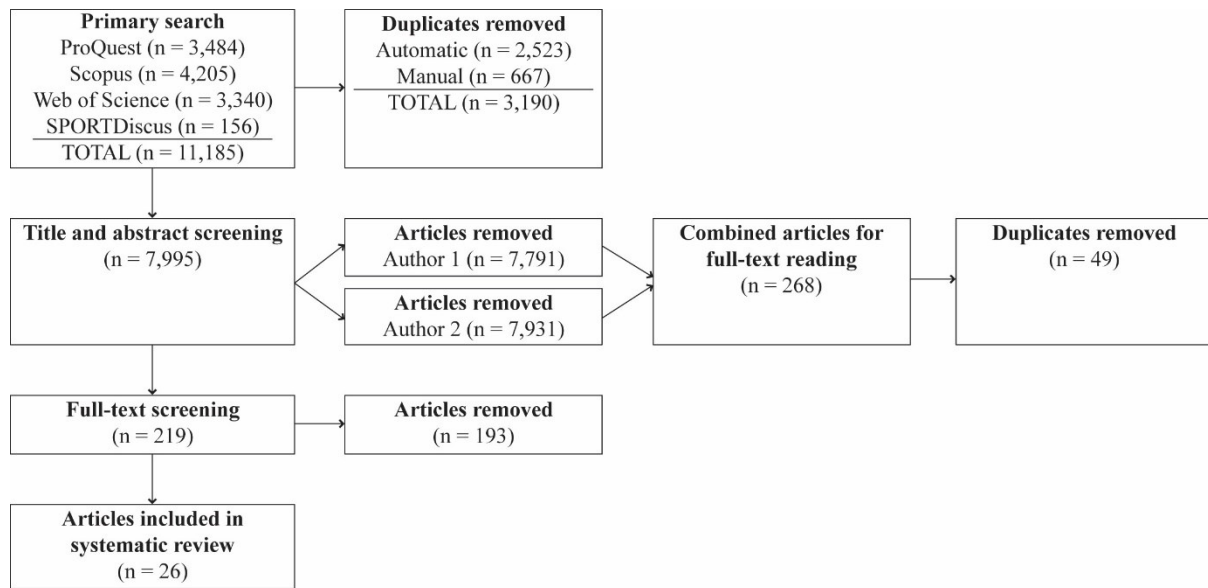 Primary search
ProQuest (n = 3,484)
Scopus (n = 4,205)
Web of Science (n = 3,340)
SPORTDiscus (n = 156)
TOTAL (n = 11,185)
Duplicates removed
Automatic (n = 2,523)
Manual (n = 667)
TOTAL (n = 3,190)
Title and abstract screening
(n = 7,995)
Articles removed
Author 1 (n = 7,791)
Articles removed
Author 2 (n = 7,931)
Combined articles for
full-text reading
(n = 268)
Duplicates removed
(n = 49)
Full-text screening
(n = 219)
Articles removed
(n = 193)
Articles included in
systematic review
(n = 26)